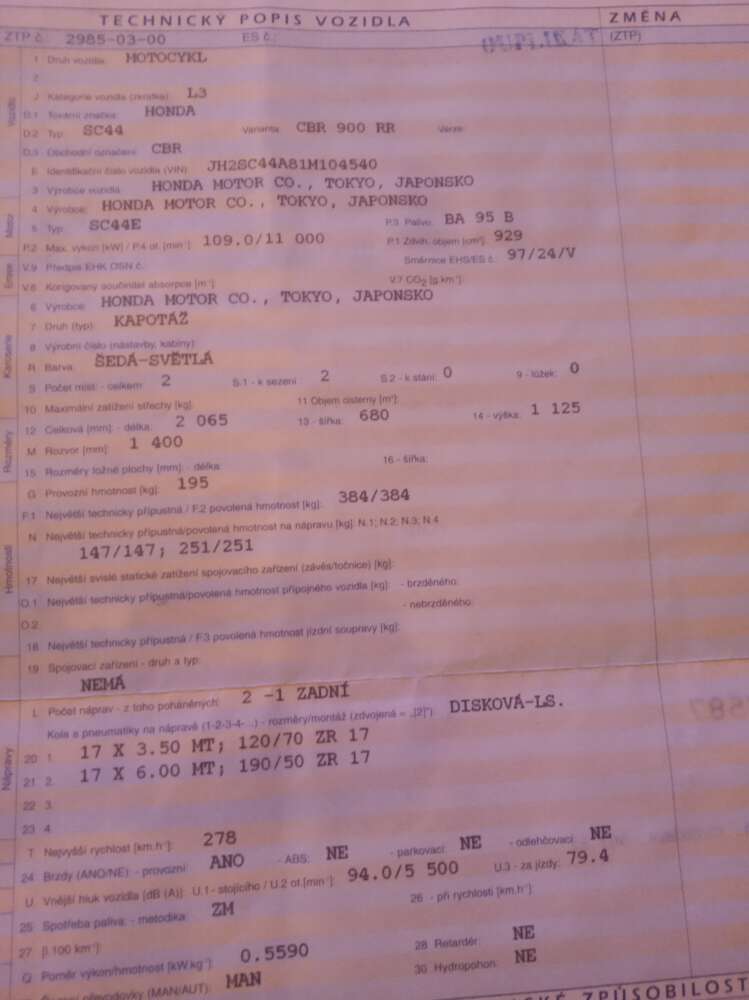 TECHNICKÝ POPIS VOZIDLA ZMĚNA
ZTP č.: 2985-03-00 ES č.: DUPLIKÁT (ZTP)
Vozidlo
1 Druh vozidla: MOTOCYKL
2
J Kategorie vozidla (zkratka): L3
D.1 Tovární značka: HONDA
D.2 Typ: SC44 Varianta: CBR 900 RR Verze:
D.3 Obchodní označení: CBR
E Identifikační číslo vozidla (VIN): JH2SC44A81M104540
3 Výrobce vozidla: HONDA MOTOR CO., TOKYO, JAPONSKO
Motor
4 Výrobce: HONDA MOTOR CO., TOKYO, JAPONSKO
5 Typ: SC44E P.3 Palivo: BA 95 B
P.2 Max. výkon [kW] / P.4 ot. [min⁻¹]: 109.0/11 000 P.1 Zdvih. objem [cm³]: 929
Emise
V.9 Předpis EHK OSN č.: Směrnice EHS/ES č.: 97/24/V
V.6 Korigovaný součinitel absorpce [m⁻¹]: V.7 CO₂ [g.km⁻¹]:
Karoserie
6 Výrobce: HONDA MOTOR CO., TOKYO, JAPONSKO
7 Druh (typ): KAPOTÁŽ
8 Výrobní číslo (nástavby, kabiny):
R Barva: ŠEDÁ-SVĚTLÁ
S Počet míst: - celkem: 2 S.1 - k sezení: 2 S.2 - k stání: 0 9 - lůžek: 0
10 Maximální zatížení střechy [kg]: 11 Objem cisterny [m³]:
Rozměry
12 Celková [mm]: - délka: 2 065 13 - šířka: 680 14 - výška: 1 125
M Rozvor [mm]: 1 400
15 Rozměry ložné plochy [mm]: - délka: 16 - šířka:
Hmotnosti
G Provozní hmotnost [kg]: 195
F.1 Největší technicky přípustná / F.2 povolená hmotnost [kg]: 384/384
N Největší technicky přípustná/povolená hmotnost na nápravu [kg]: N.1; N.2; N.3; N.4
147/147; 251/251
17 Největší svislé statické zatížení spojovacího zařízení (závěs/točnice) [kg]:
O.1 Největší technicky přípustná/povolená hmotnost přípojného vozidla [kg]: - brzděného:
O.2 - nebrzděného:
18 Největší technicky přípustná / F.3 povolená hmotnost jízdní soupravy [kg]:
19 Spojovací zařízení - druh a typ:
NEMÁ
Nápravy
L Počet náprav - z toho poháněných: 2 -1 ZADNÍ
Kola a pneumatiky na nápravě (1-2-3-4-...) - rozměry/montáž (zdvojená = „[2]"): DISKOVÁ-LS.
20 1. 17 X 3.50 MT; 120/70 ZR 17
21 2. 17 X 6.00 MT; 190/50 ZR 17
22 3.
23 4.
T Nejvyšší rychlost [km.h⁻¹]: 278
24 Brzdy (ANO/NE): - provozní: ANO - ABS: NE - parkovací: NE - odlehčovací: NE
U Vnější hluk vozidla [dB (A)]: U.1 - stojícího / U.2 ot.[min⁻¹]: 94.0/5 500 U.3 - za jízdy: 79.4
25 Spotřeba paliva: - metodika: ZM 26 - při rychlosti [km.h⁻¹]:
27 [l.100 km⁻¹]:
Q Poměr výkon/hmotnost [kW.kg⁻¹]: 0.5590 28 Retardér: NE
převodovky (MAN/AUT): MAN 30 Hydropohon: NE
ZPŮSOBILOST